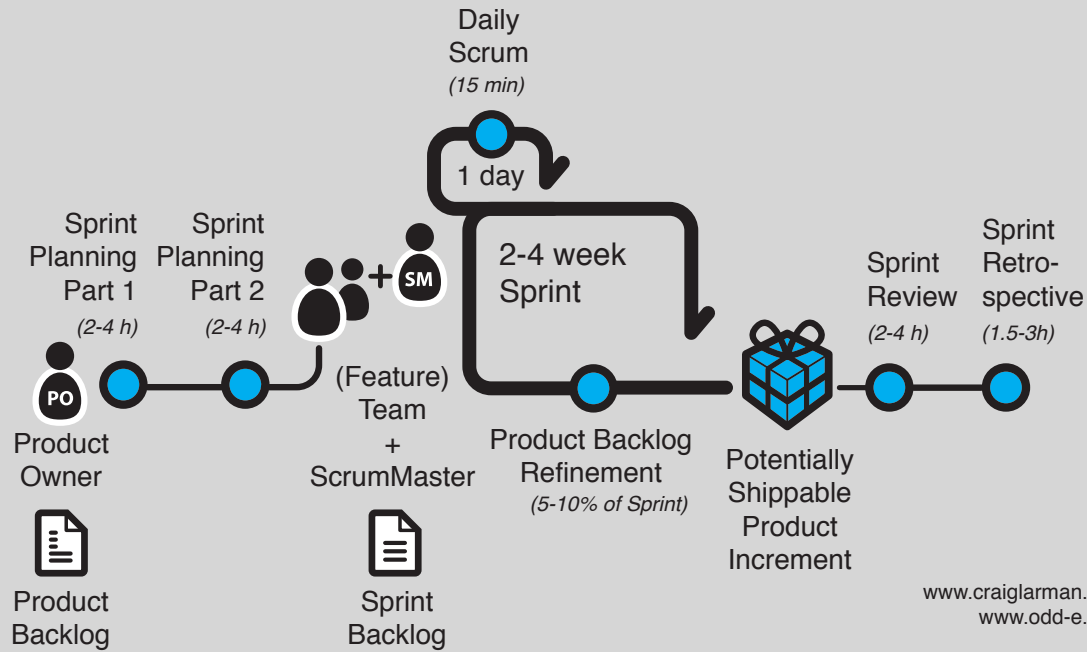 Daily
Scrum
(15 min)
1 day
Sprint
Planning
Part 1
(2-4 h)
Sprint
Planning
Part 2
(2-4 h)
+
SM
2-4 week
Sprint
Sprint
Review
(2-4 h)
Sprint
Retro-
spective
(1.5-3h)
PO
Product
Owner
(Feature)
Team
+
ScrumMaster
Product Backlog
Refinement
(5-10% of Sprint)
Potentially
Shippable
Product
Increment
Product
Backlog
Sprint
Backlog
www.craiglarman.
www.odd-e.